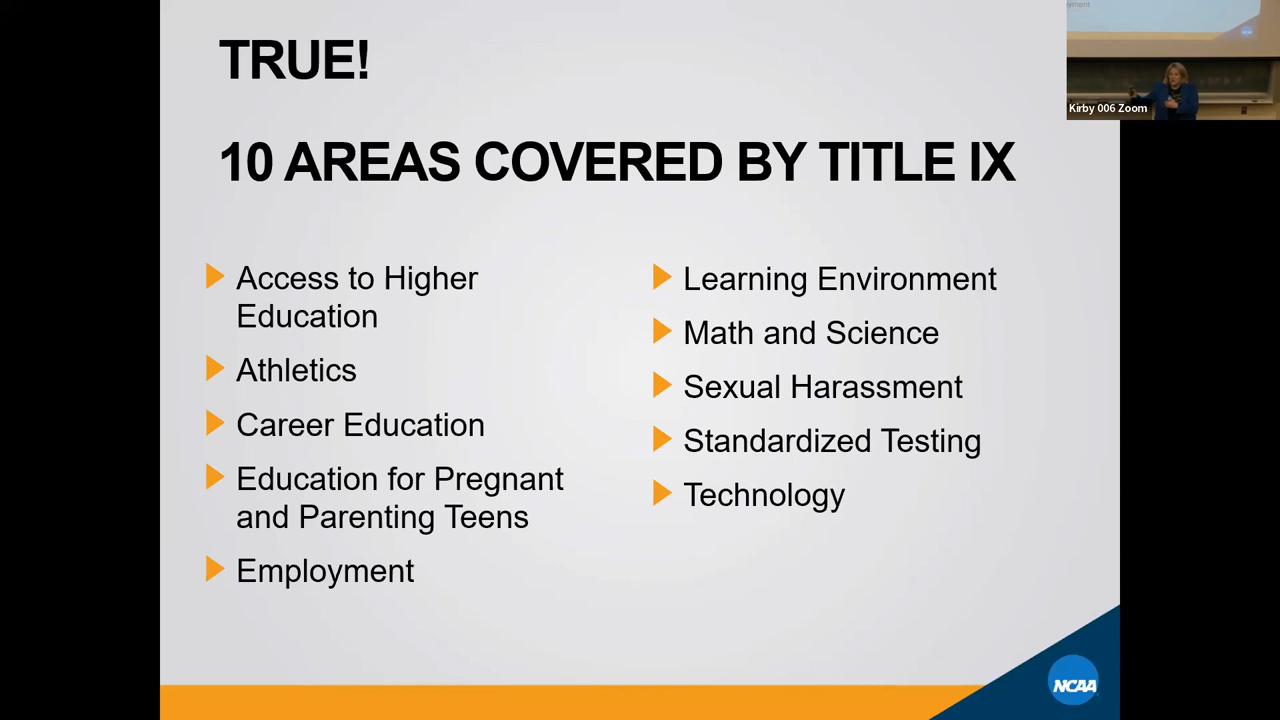 TRUE!
10 AREAS COVERED BY TITLE IX
Access to Higher
Education
Athletics
Career Education
Education for Pregnant
and Parenting Teens
Employment
Learning Environment
Math and Science
Sexual Harassment
Standardized Testing
Technology
NCAA
yment
Kirby 006 Zoom